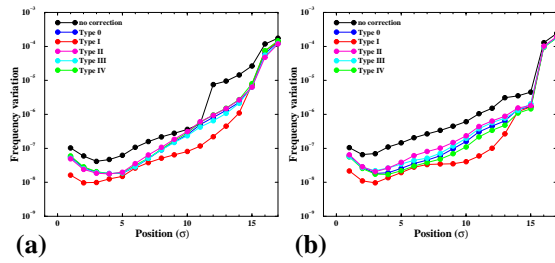 10⁻³
10⁻⁴
10⁻⁵
10⁻⁶
10⁻⁷
10⁻⁸
10⁻⁹
Frequency variation
no correction
Type 0
Type I
Type II
Type III
Type IV
0 5 10 15
Position (σ)
(a)
10⁻³
10⁻⁴
10⁻⁵
10⁻⁶
10⁻⁷
10⁻⁸
10⁻⁹
Frequency variation
no correction
Type 0
Type I
Type II
Type III
Type IV
0 5 10 15
Position (σ)
(b)